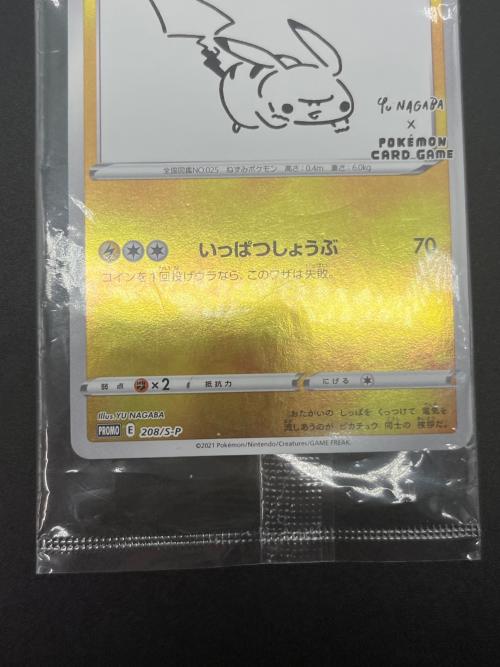 Yu NAGABA
×
POKÉMON
CARD GAME
全国図鑑NO.025 ねずみポケモン 高さ:0.4m 重さ:6.0kg
いっぱつしょうぶ 70
コインを1回投げウラなら、このワザは失敗。
弱点 ×2 抵抗力 にげる
Illus. YU NAGABA
PROMO E 208/S-P
おたがいの しっぽを くっつけて 電気を
流しあうのが ピカチュウ 同士の 挨拶だ。
©2021 Pokémon/Nintendo/Creatures/GAME FREAK.